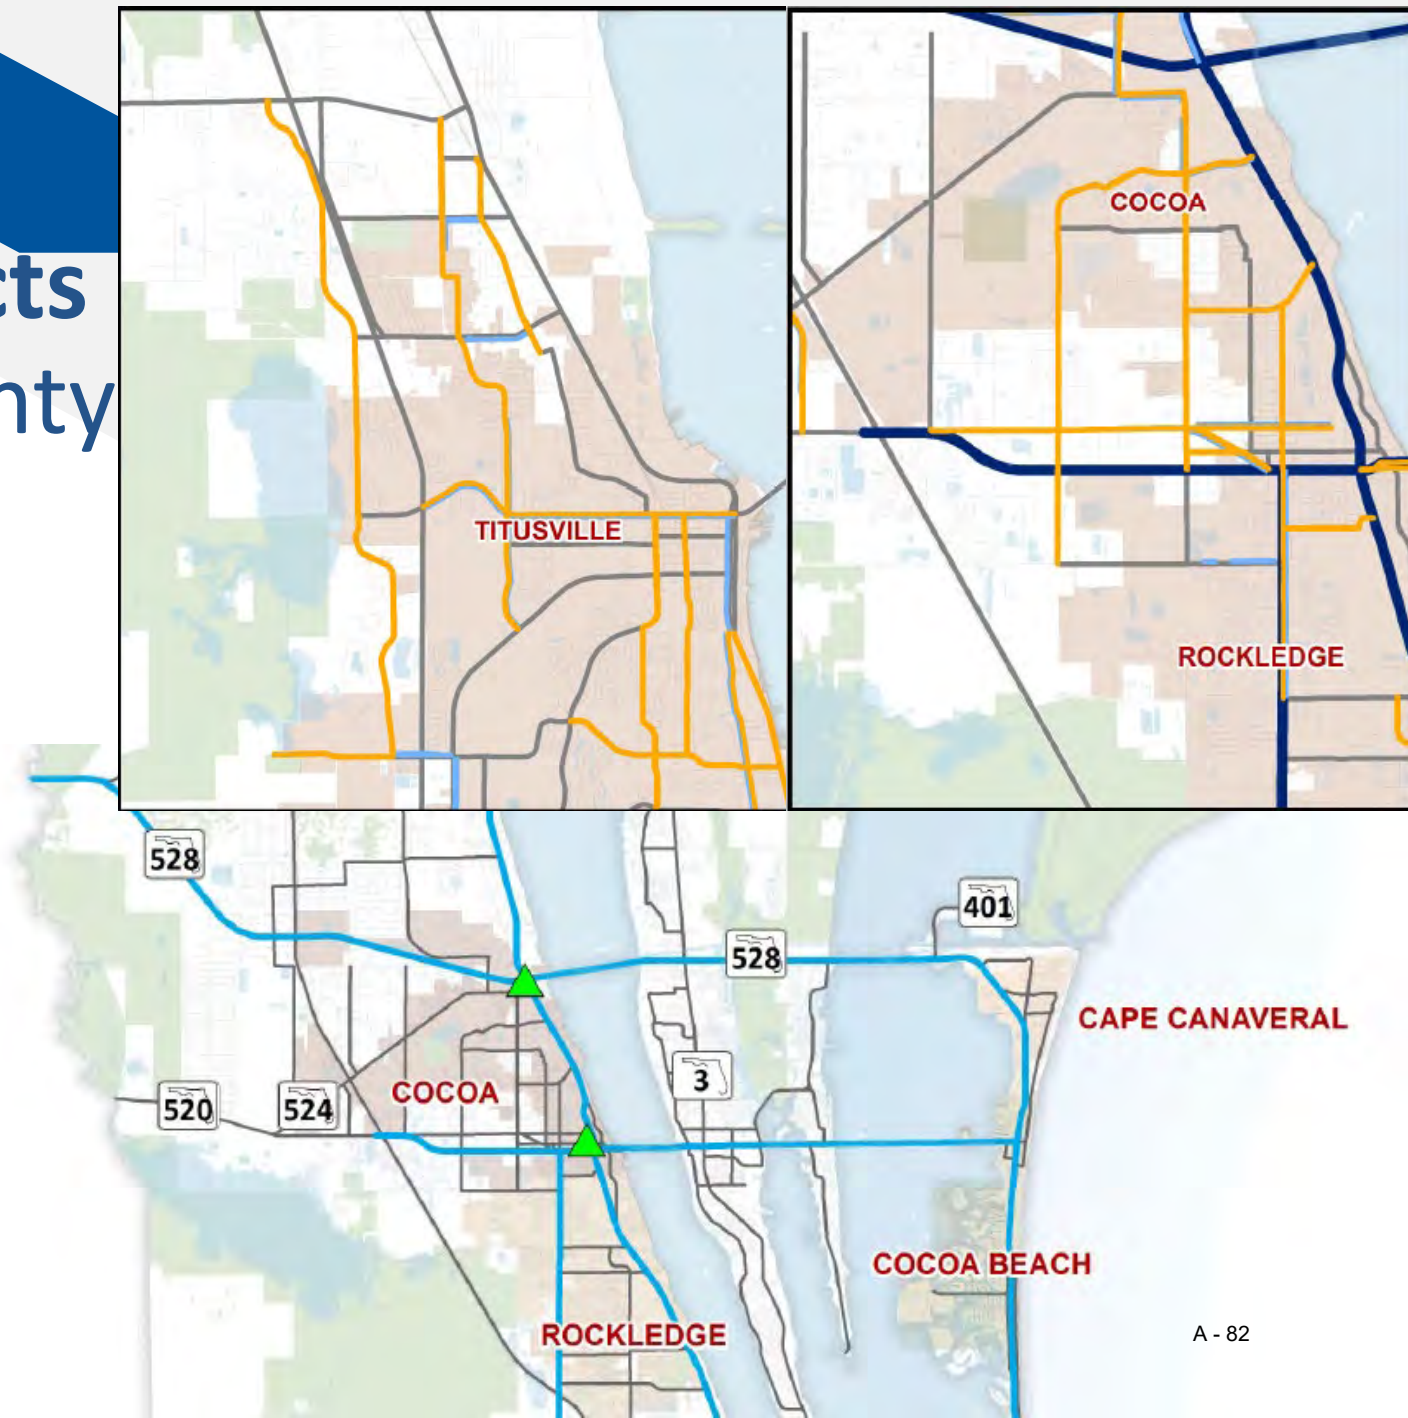 cts
nty
TITUSVILLE
COCOA
ROCKLEDGE
528
401
528
CAPE CANAVERAL
3
COCOA
520
524
COCOA BEACH
ROCKLEDGE
A - 82